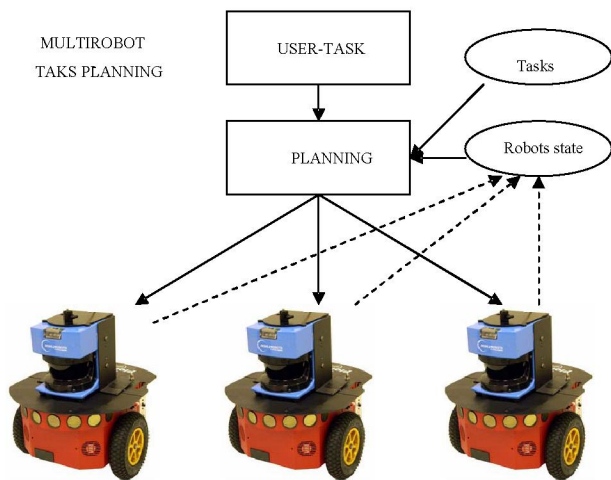 MULTIROBOT
TAKS PLANNING
USER-TASK
Tasks
PLANNING
Robots state